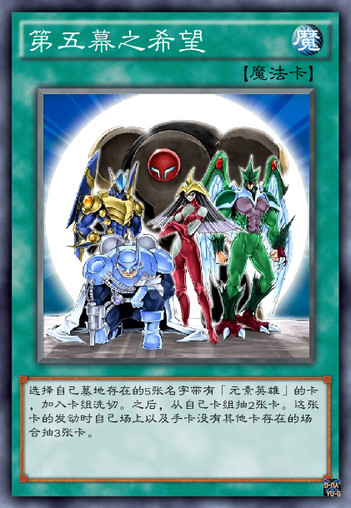 第五幕之希望
魔
【魔法卡】
选择自己墓地存在的5张名字带有「元素英雄」的卡
，加入卡组洗切。之后，从自己卡组抽2张卡。这张
卡的发动时自己场上以及手卡没有其他卡存在的场
合抽3张卡。
YU-G